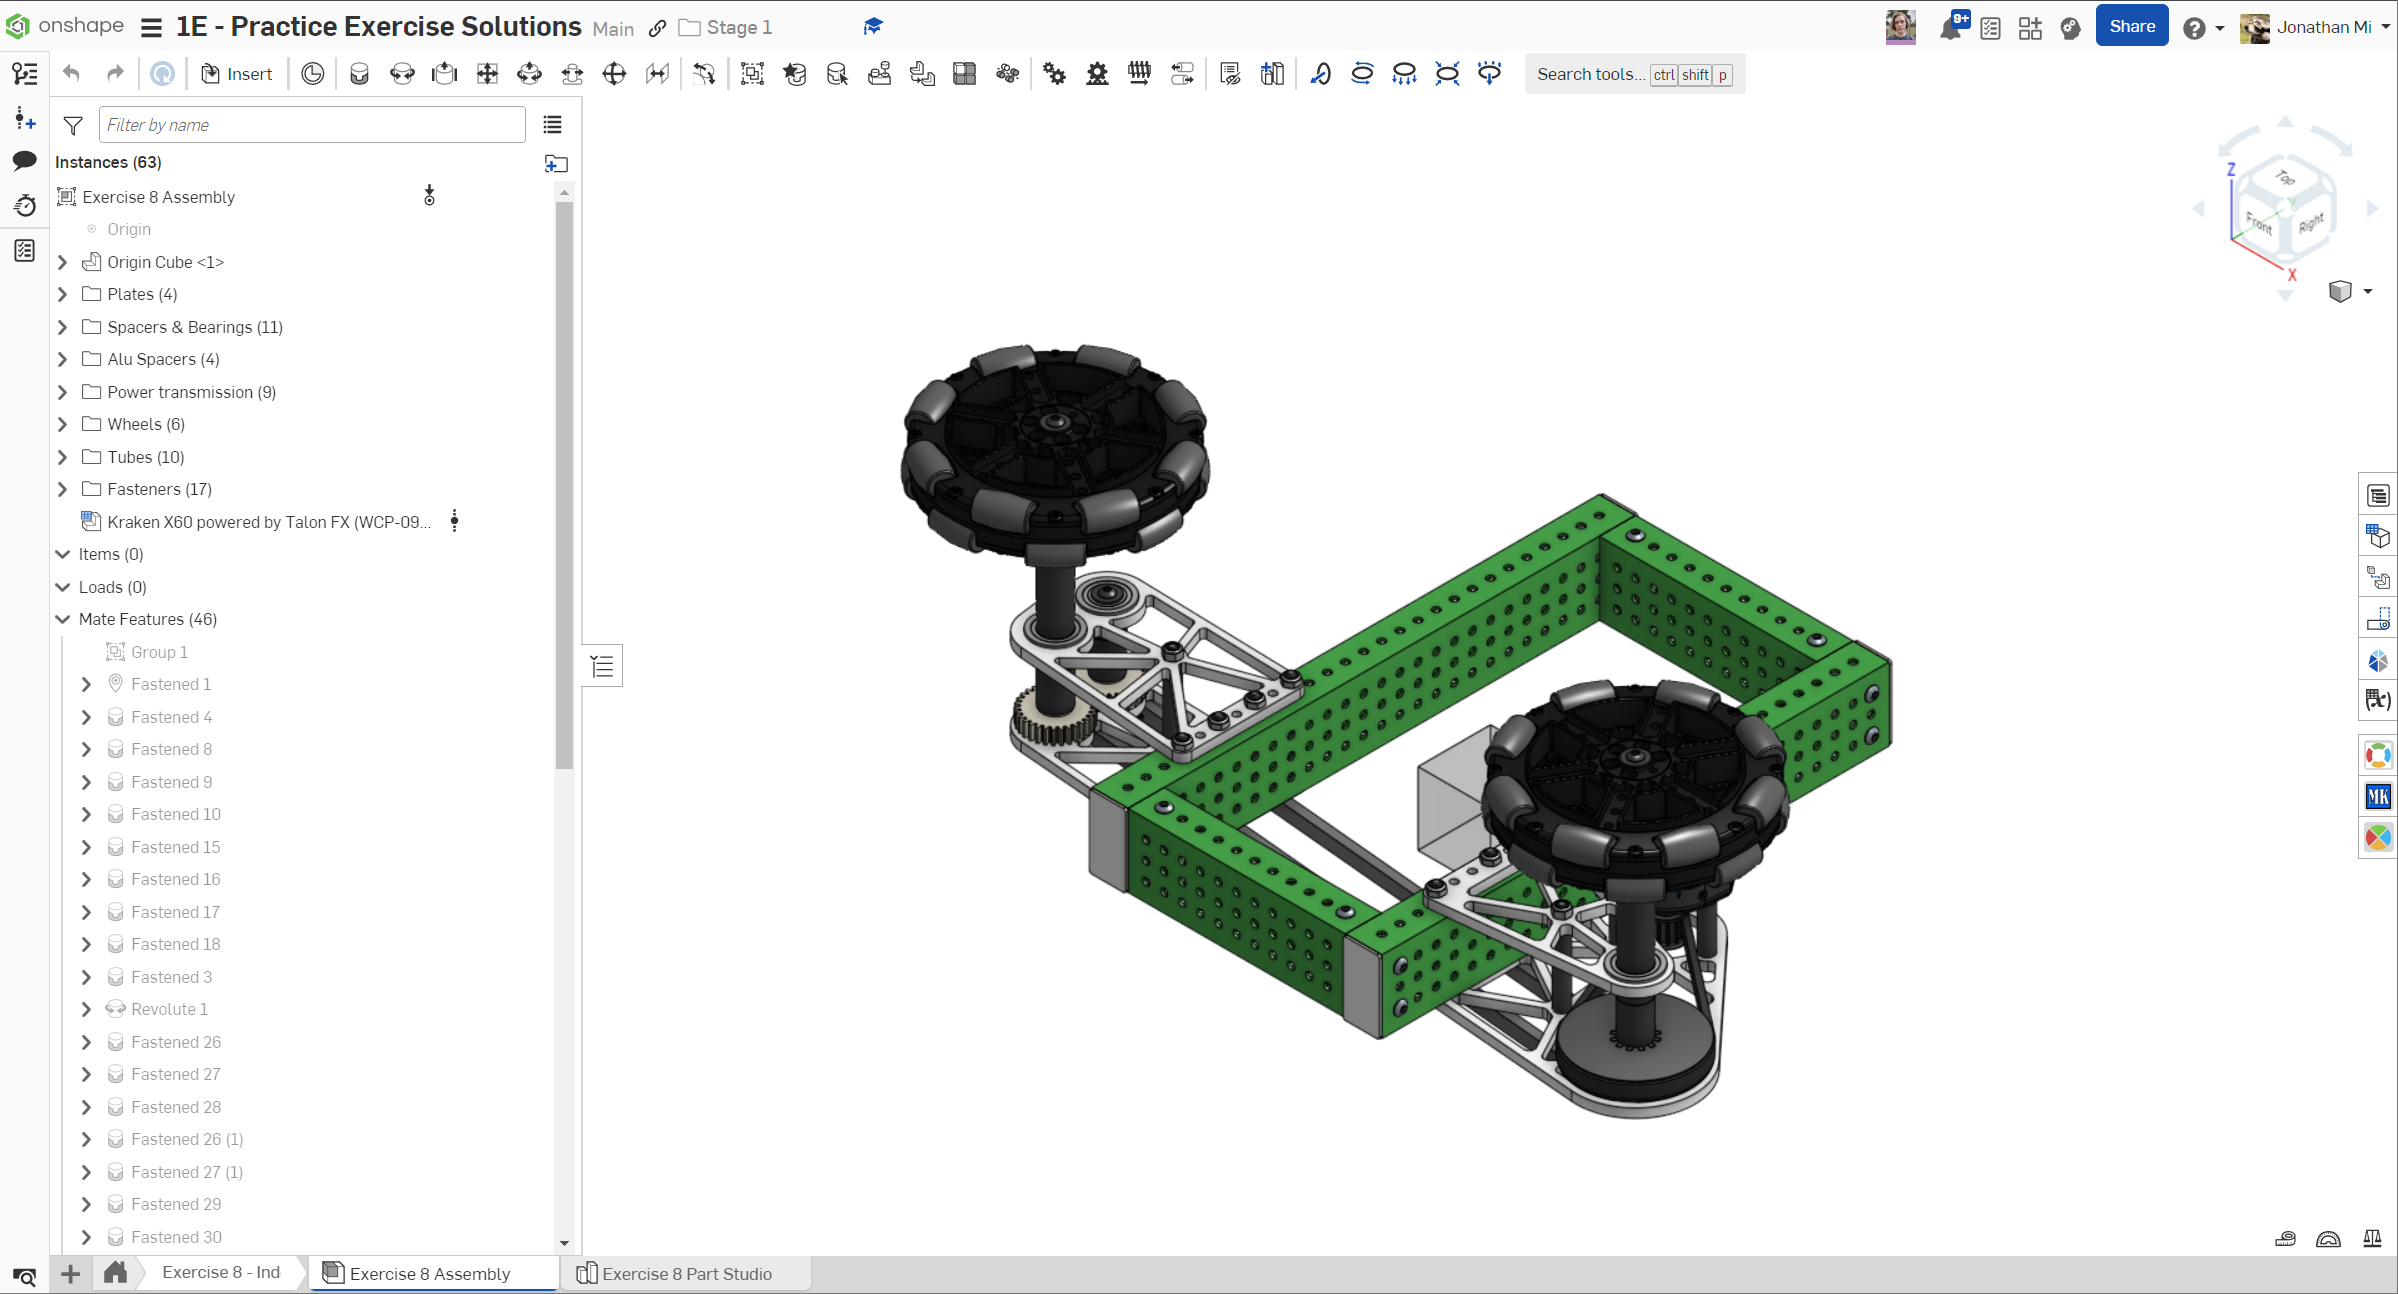 onshape
1E - Practice Exercise Solutions
Main
Stage 1
9+
Share
Jonathan Mi
Insert
Search tools... ctrl shift p
Filter by name
Instances (63)
Exercise 8 Assembly
Origin
Origin Cube <1>
Plates (4)
Spacers & Bearings (11)
Alu Spacers (4)
Power transmission (9)
Wheels (6)
Tubes (10)
Fasteners (17)
Kraken X60 powered by Talon FX (WCP-09...
Items (0)
Loads (0)
Mate Features (46)
Group 1
Fastened 1
Fastened 4
Fastened 8
Fastened 9
Fastened 10
Fastened 15
Fastened 16
Fastened 17
Fastened 18
Fastened 3
Revolute 1
Fastened 26
Fastened 27
Fastened 28
Fastened 26 (1)
Fastened 27 (1)
Fastened 29
Fastened 30
Z
Top
Front
Right
X
(x)
MK
Exercise 8 - Ind
Exercise 8 Assembly
Exercise 8 Part Studio